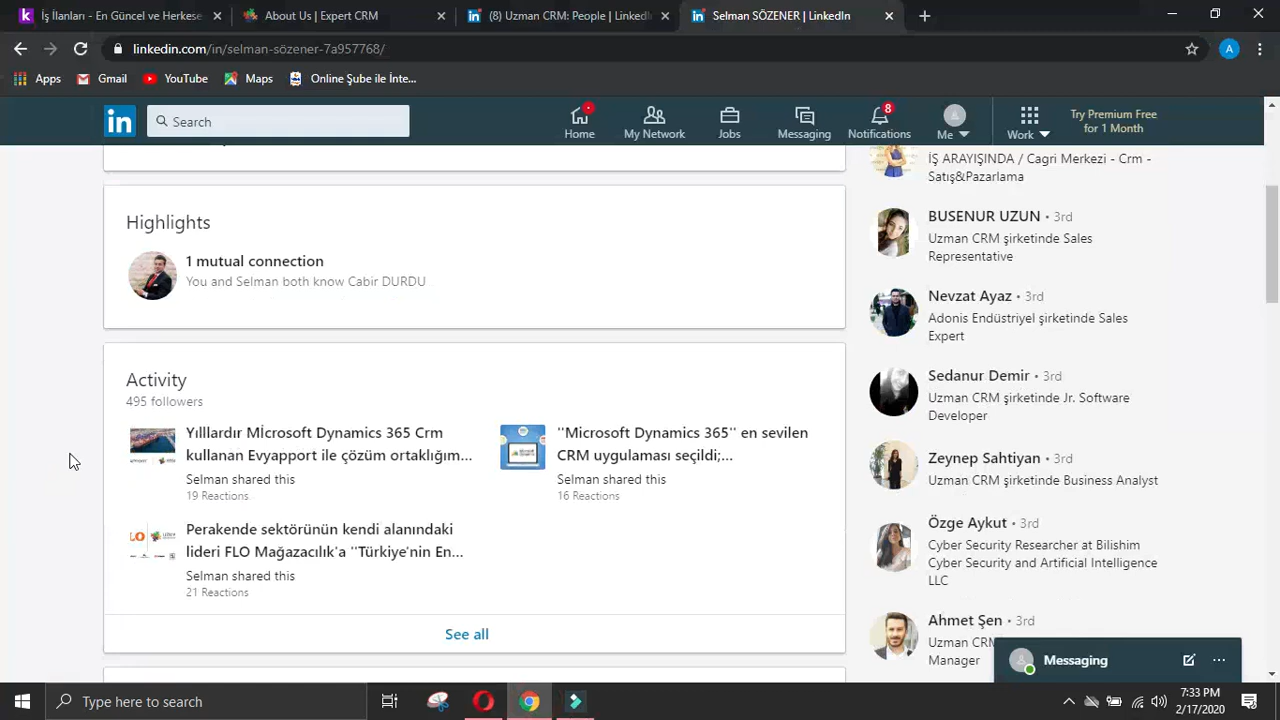 İş İlanları - En Güncel ve Herkese
About Us | Expert CRM
(8) Uzman CRM: People | LinkedIn
Selman SÖZENER | LinkedIn
linkedin.com/in/selman-sözener-7a957768/
A
Apps
Gmail
YouTube
Maps
Online Şube ile İnte...
in
Search
Home
My Network
Jobs
Messaging
8
Notifications
Me
Work
Try Premium Free
for 1 Month
Highlights
1 mutual connection
You and Selman both know Cabir DURDU
Activity
495 followers
Yılllardır Mİcrosoft Dynamics 365 Crm
kullanan Evyapport ile çözüm ortaklığım...
Selman shared this
19 Reactions
''Microsoft Dynamics 365'' en sevilen
CRM uygulaması seçildi;...
Selman shared this
16 Reactions
Perakende sektörünün kendi alanındaki
lideri FLO Mağazacılık'a ''Türkiye'nin En...
Selman shared this
21 Reactions
See all
İŞ ARAYIŞINDA / Cagri Merkezi - Crm -
Satış&Pazarlama
BUSENUR UZUN • 3rd
Uzman CRM şirketinde Sales
Representative
Nevzat Ayaz • 3rd
Adonis Endüstriyel şirketinde Sales
Expert
Sedanur Demir • 3rd
Uzman CRM şirketinde Jr. Software
Developer
Zeynep Sahtiyan • 3rd
Uzman CRM şirketinde Business Analyst
Özge Aykut • 3rd
Cyber Security Researcher at Bilishim
Cyber Security and Artificial Intelligence
LLC
Ahmet Şen • 3rd
Uzman CRM
Manager
Messaging
Type here to search
7:33 PM
2/17/2020